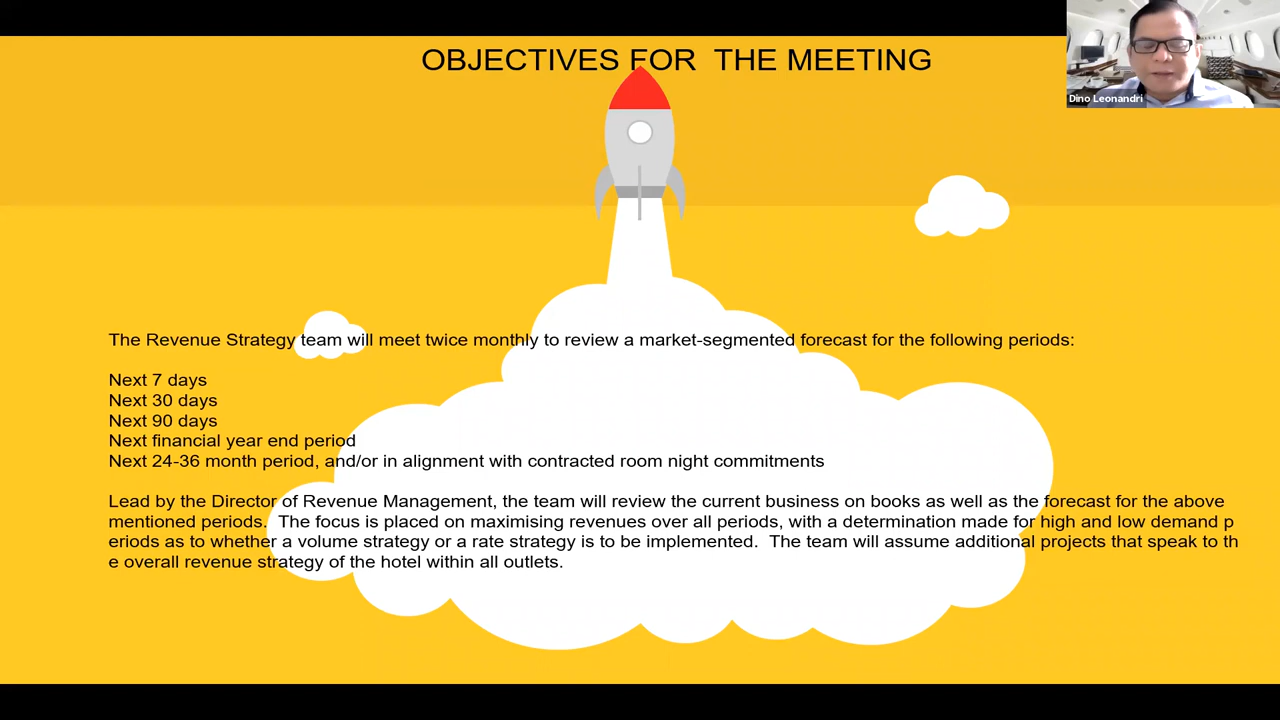 OBJECTIVES FOR  THE MEETING
Dino Leonandri
The Revenue Strategy team will meet twice monthly to review a market-segmented forecast for the following periods:
Next 7 days
Next 30 days
Next 90 days
Next financial year end period
Next 24-36 month period, and/or in alignment with contracted room night commitments
Lead by the Director of Revenue Management, the team will review the current business on books as well as the forecast for the above
mentioned periods.  The focus is placed on maximising revenues over all periods, with a determination made for high and low demand p
eriods as to whether a volume strategy or a rate strategy is to be implemented.  The team will assume additional projects that speak to th
e overall revenue strategy of the hotel within all outlets.